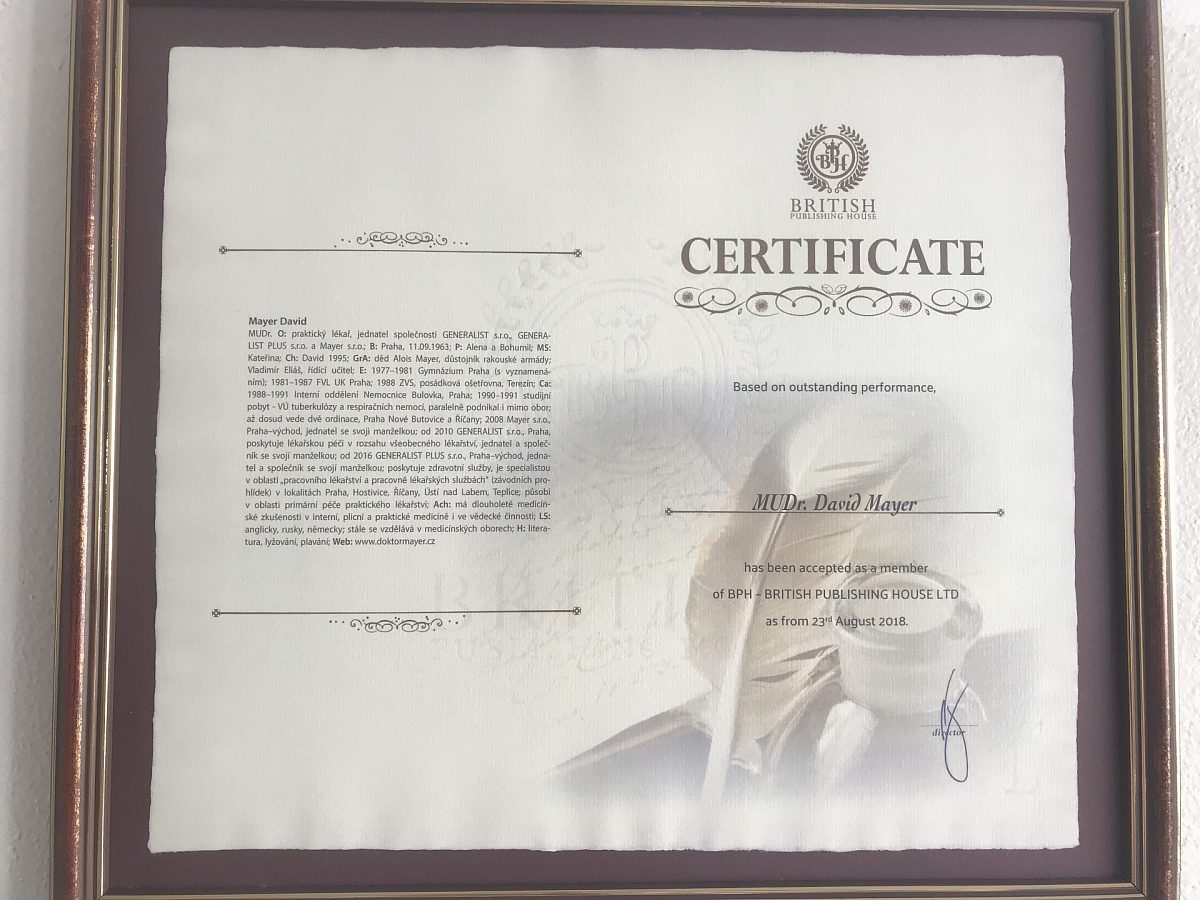 Mayer David
MUDr. O: praktický lékař, jednatel společností GENERALIST s.r.o., GENERA-
LIST PLUS s.r.o. a Mayer s.r.o.; B: Praha, 11.09.1963; P: Alena a Bohumil; MS:
Kateřina; Ch: David 1995; GrA: děd Alois Mayer, důstojník rakouské armády;
Vladimír Eliáš, řídící učitel; E: 1977–1981 Gymnázium Praha (s vyznamená-
ním); 1981–1987 FVL UK Praha; 1988 ZVS, posádková ošetřovna, Terezín; Ca:
1988–1991 Interní oddělení Nemocnice Bulovka, Praha; 1990–1991 studijní
pobyt - VÚ tuberkulózy a respiračních nemocí, paralelně podnikal i mimo obor;
až dosud vede dvě ordinace, Praha Nové Butovice a Říčany; 2008 Mayer s.r.o.,
Praha–východ, jednatel se svoji manželkou; od 2010 GENERALIST s.r.o., Praha,
poskytuje lékařskou péči v rozsahu všeobecného lékařství, jednatel a společ-
ník se svojí manželkou; od 2016 GENERALIST PLUS s.r.o., Praha–východ, jedna-
tel a společník se svojí manželkou; poskytuje zdravotní služby, je specialistou
v oblasti „pracovního lékařství a pracovně lékařských službách“ (závodních pro-
hlídek) v lokalitách Praha, Hostivice, Říčany, Ústí nad Labem, Teplice; působí
v oblasti primární péče praktického lékařství; Ach: má dlouholeté medicín-
ské zkušenosti v interní, plicní a praktické medicíně i ve vědecké činnosti; LS:
anglicky, rusky, německy; stále se vzdělává v medicínských oborech; H: litera-
tura, lyžování, plavání; Web: www.doktormayer.cz
BPH
BRITISH
PUBLISHING HOUSE
CERTIFICATE
Based on outstanding performance,
MUDr. David Mayer
has been accepted as a member
of BPH – BRITISH PUBLISHING HOUSE LTD
as from 23rd August 2018.
director